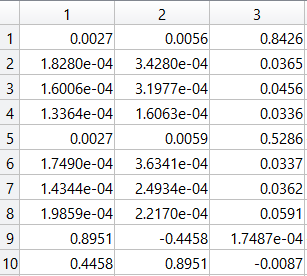 1 2 3
1 0.0027 0.0056 0.8426
2 1.8280e-04 3.4280e-04 0.0365
3 1.6006e-04 3.1977e-04 0.0456
4 1.3364e-04 1.6063e-04 0.0336
5 0.0027 0.0059 0.5286
6 1.7490e-04 3.6341e-04 0.0337
7 1.4344e-04 2.4934e-04 0.0362
8 1.9859e-04 2.2170e-04 0.0591
9 0.8951 -0.4458 1.7487e-04
10 0.4458 0.8951 -0.0087